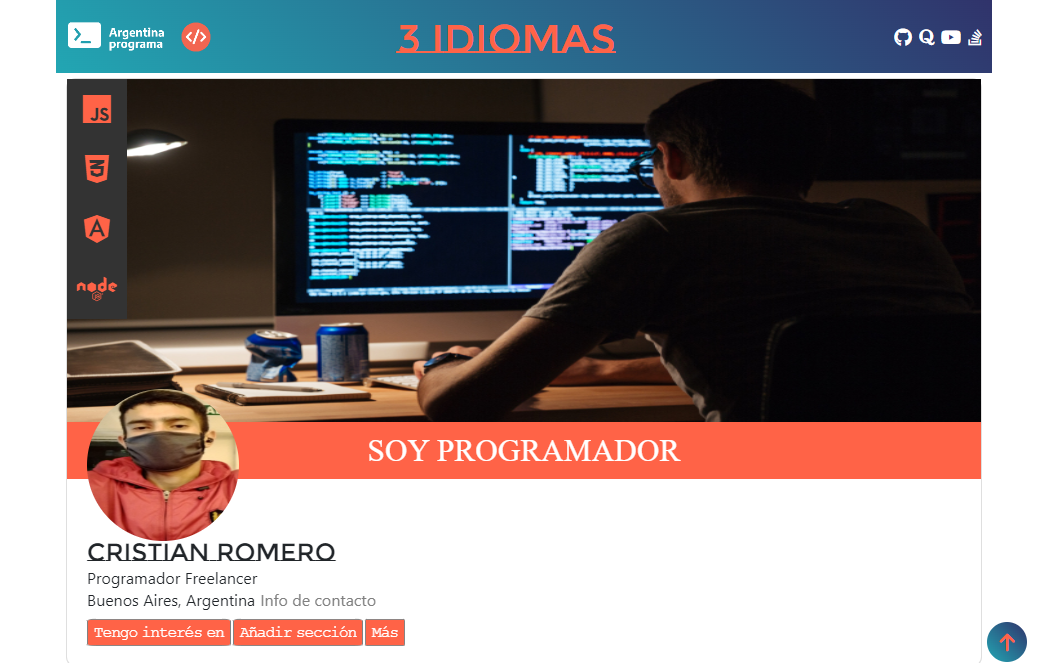 Argentina
programa
3 IDIOMAS
JS
node
JS
SOY PROGRAMADOR
CRISTIAN ROMERO
Programador Freelancer
Buenos Aires, Argentina Info de contacto
Tengo interés en Añadir sección Más